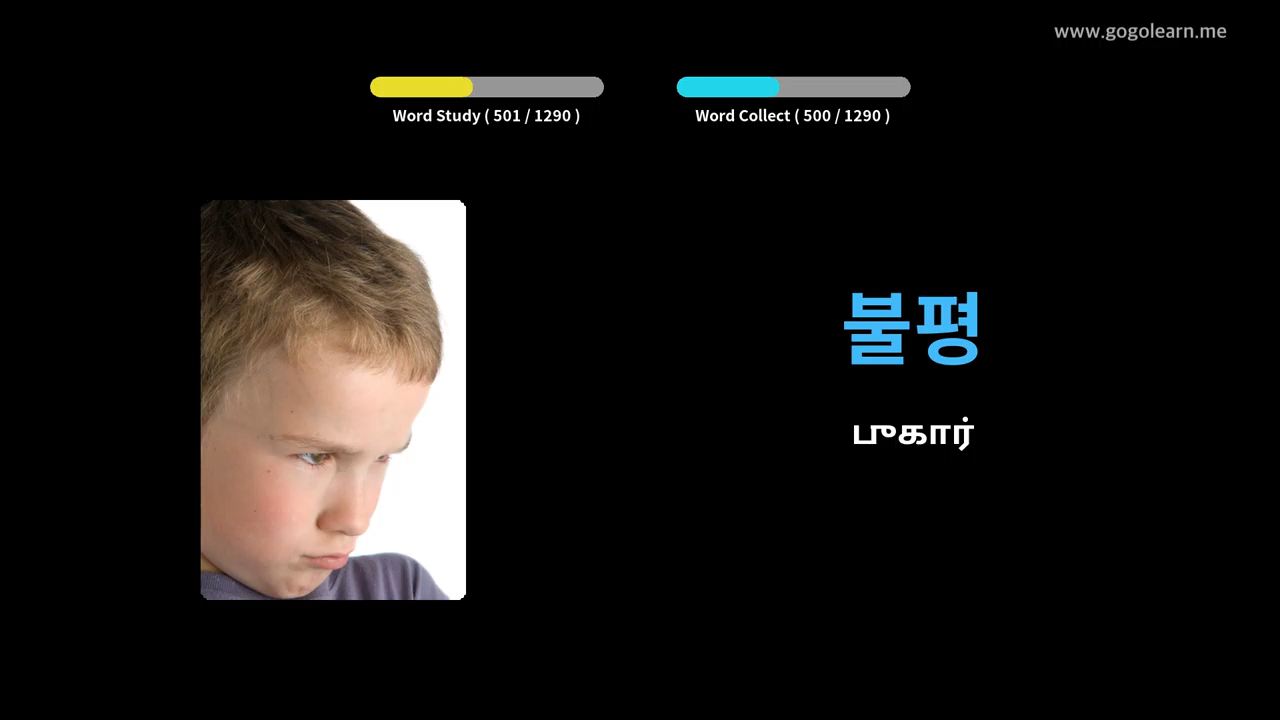 www.gogolearn.me
Word Study ( 501 / 1290 )
Word Collect ( 500 / 1290 )
불평
புகார்